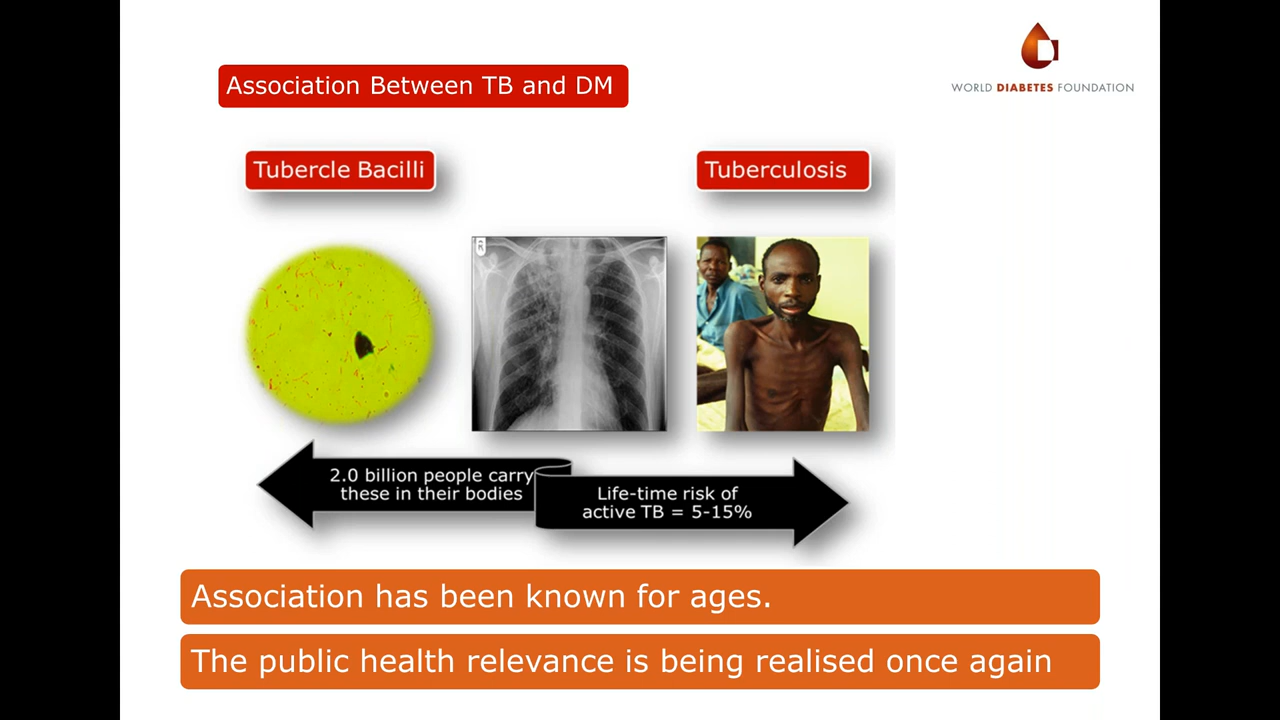 WORLD DIABETES FOUNDATION
Association Between TB and DM
Tubercle Bacilli
Tuberculosis
2.0 billion people carry
these in their bodies
Life-time risk of
active TB = 5-15%
Association has been known for ages.
The public health relevance is being realised once again